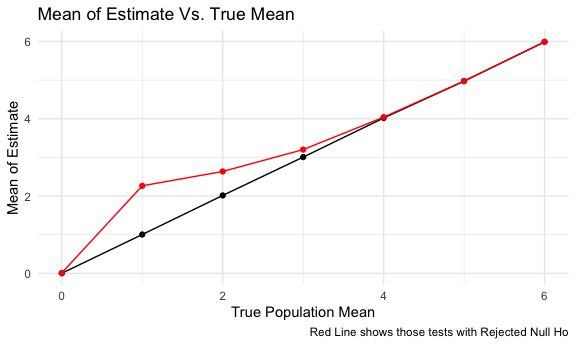 Mean of Estimate Vs. True Mean
Mean of Estimate
6
4
2
0
0 2 4 6
True Population Mean
Red Line shows those tests with Rejected Null Ho